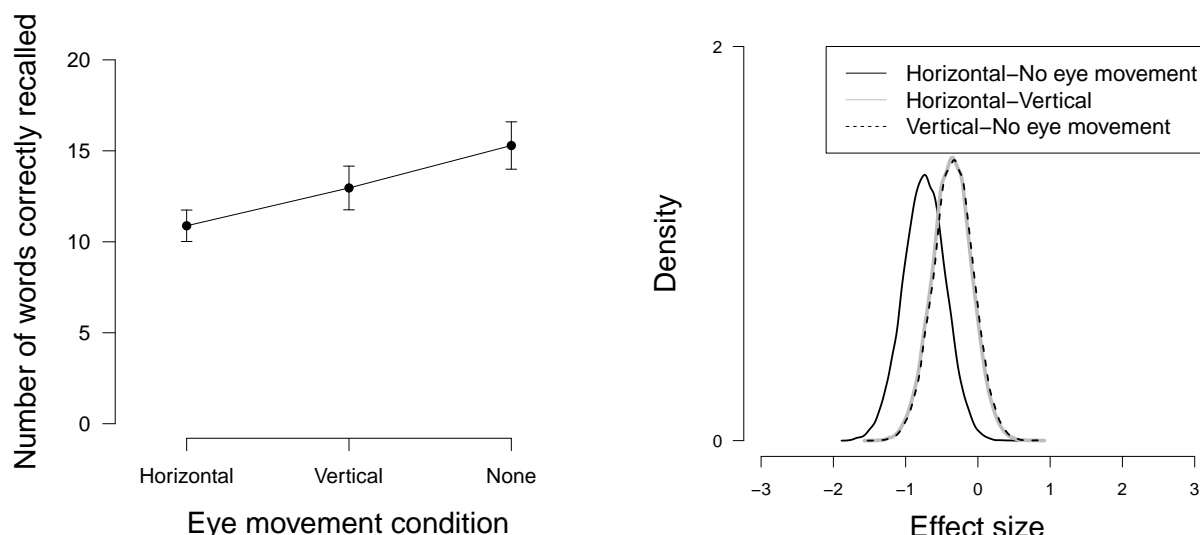 Number of words correctly recalled
20
15
10
5
0
Horizontal
Vertical
None
Eye movement condition
Density
2
0
Horizontal−No eye movement
Horizontal−Vertical
Vertical−No eye movement
−3
−2
−1
0
1
2
3
Effect size